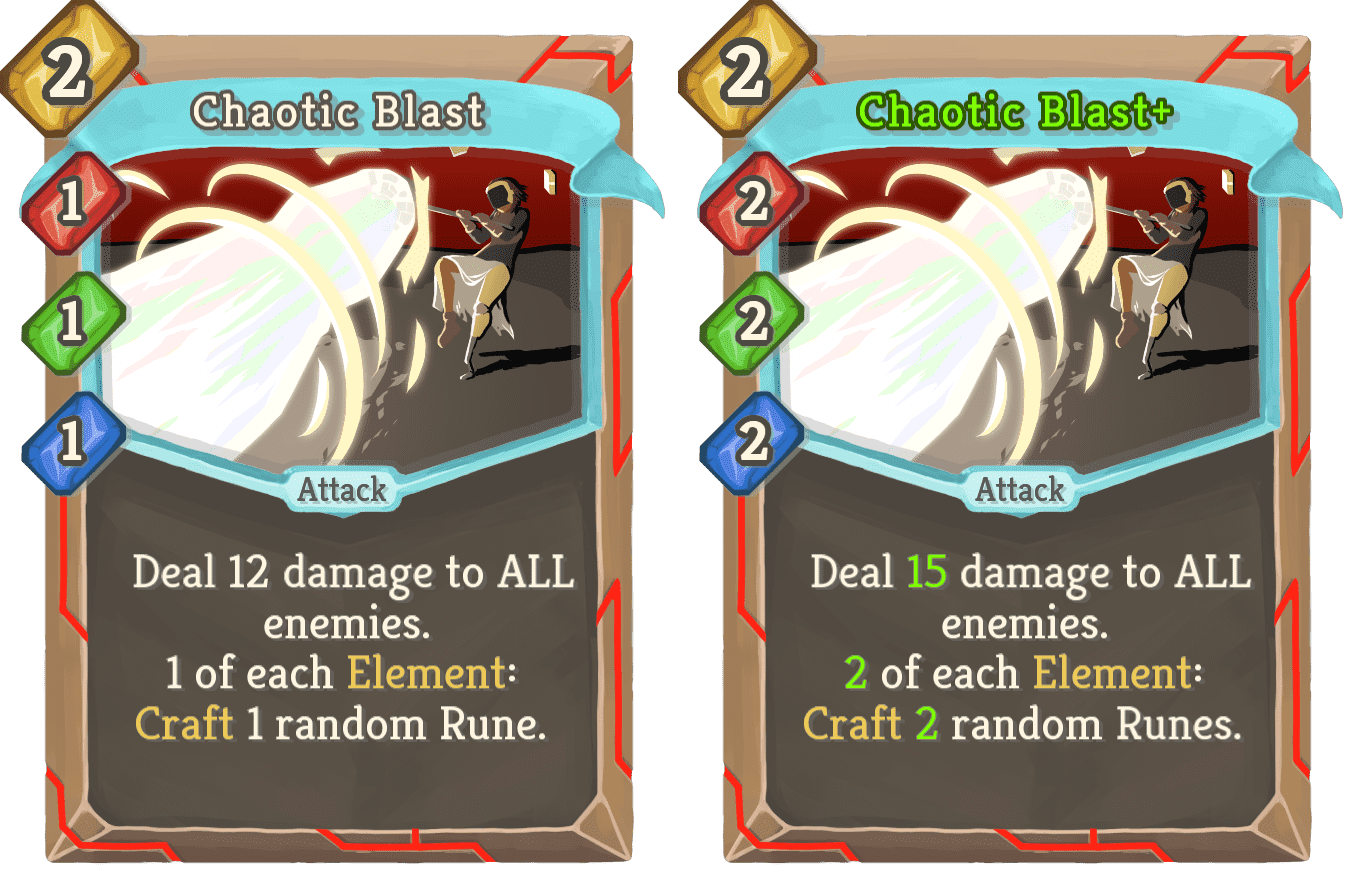 2
Chaotic Blast
1
1
1
Attack
Deal 12 damage to ALL
enemies.
1 of each Element:
Craft 1 random Rune.
2
Chaotic Blast+
2
2
2
Attack
Deal 15 damage to ALL
enemies.
2 of each Element:
Craft 2 random Runes.